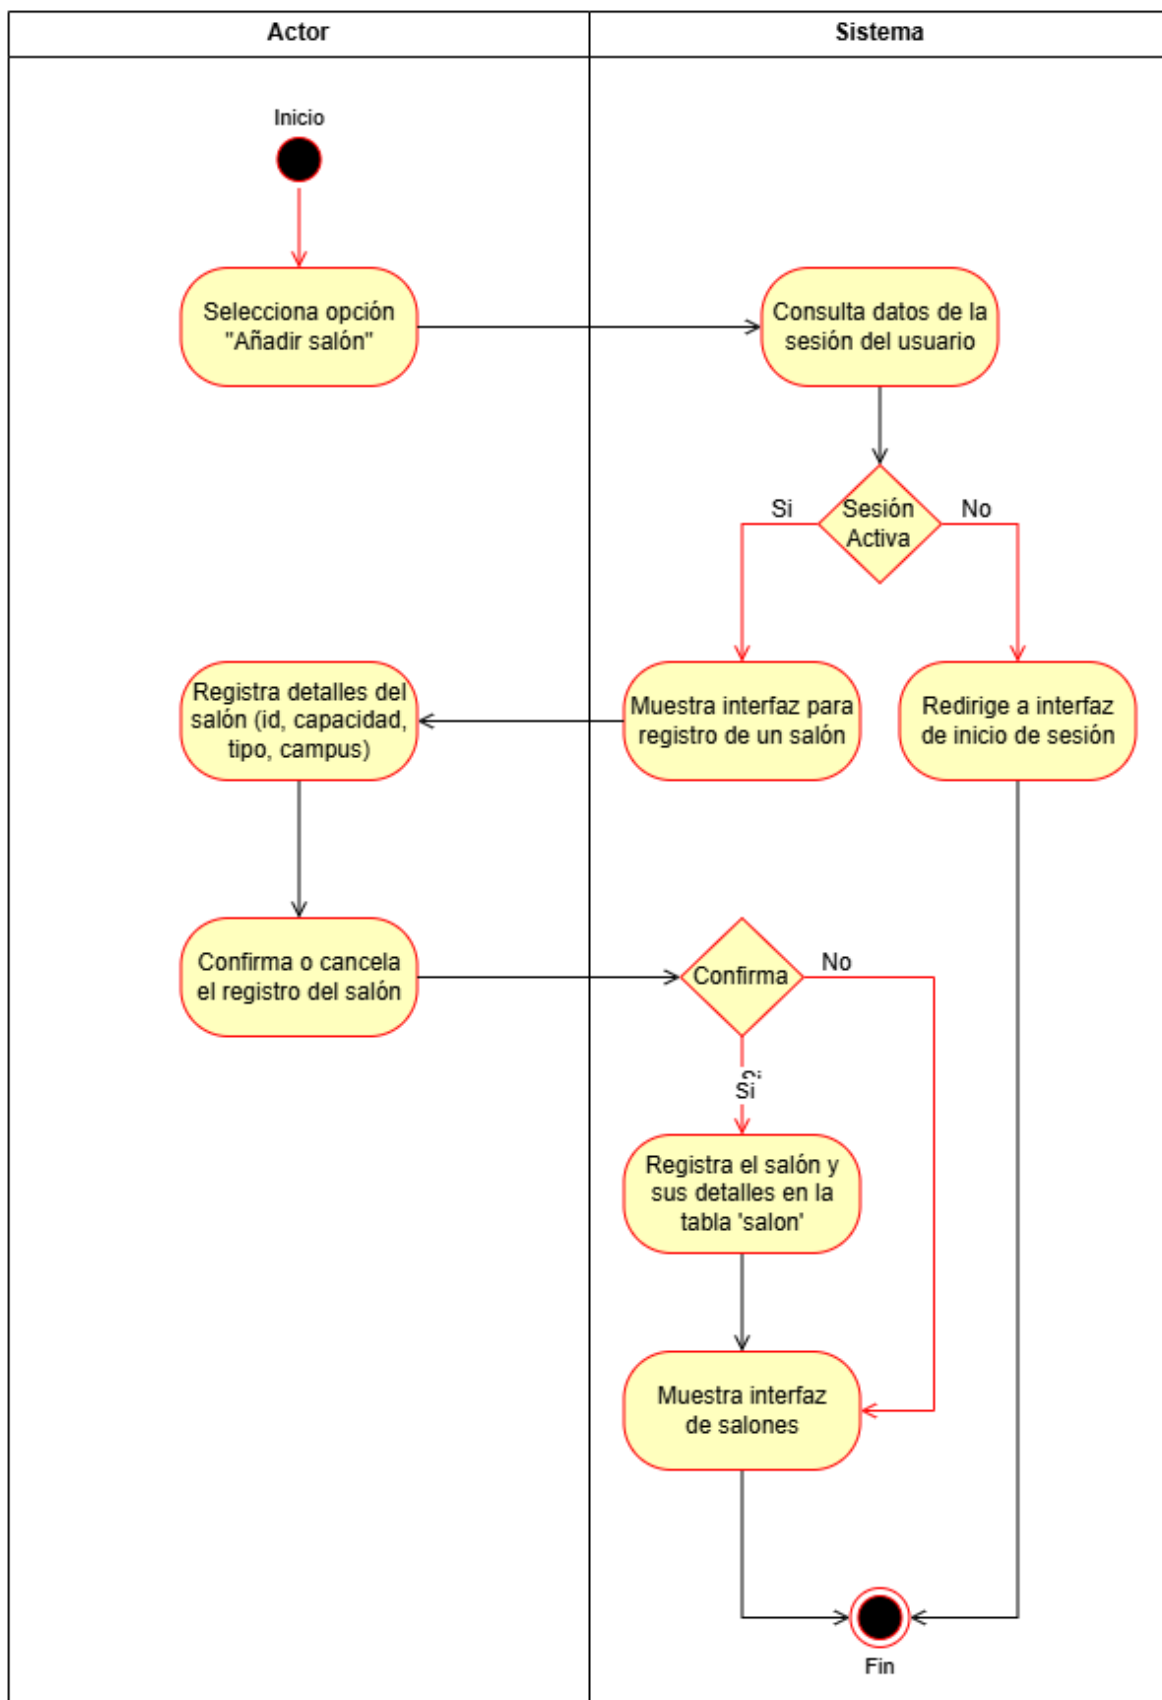 Actor
Sistema
Inicio
Selecciona opción
"Añadir salón"
Consulta datos de la
sesión del usuario
Sesión
Activa
Si
No
Registra detalles del
salón (id, capacidad,
tipo, campus)
Muestra interfaz para
registro de un salón
Redirige a interfaz
de inicio de sesión
Confirma o cancela
el registro del salón
Confirma
No
Si
Registra el salón y
sus detalles en la
tabla 'salon'
Muestra interfaz
de salones
Fin